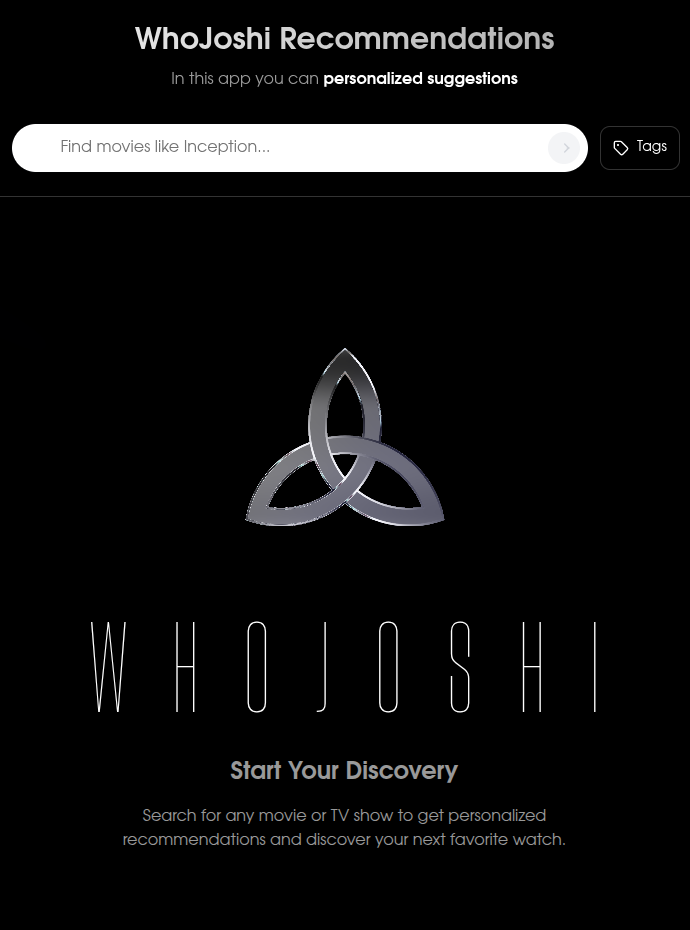 WhoJoshi Recommendations
In this app you can personalized suggestions
Find movies like Inception...
Tags
WHOJOSHI
Start Your Discovery
Search for any movie or TV show to get personalized
recommendations and discover your next favorite watch.